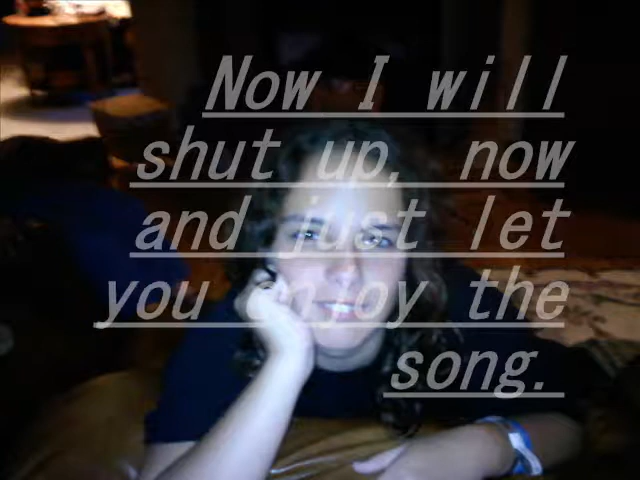 Now I will
shut up, now
and just let
you enjoy the
song.